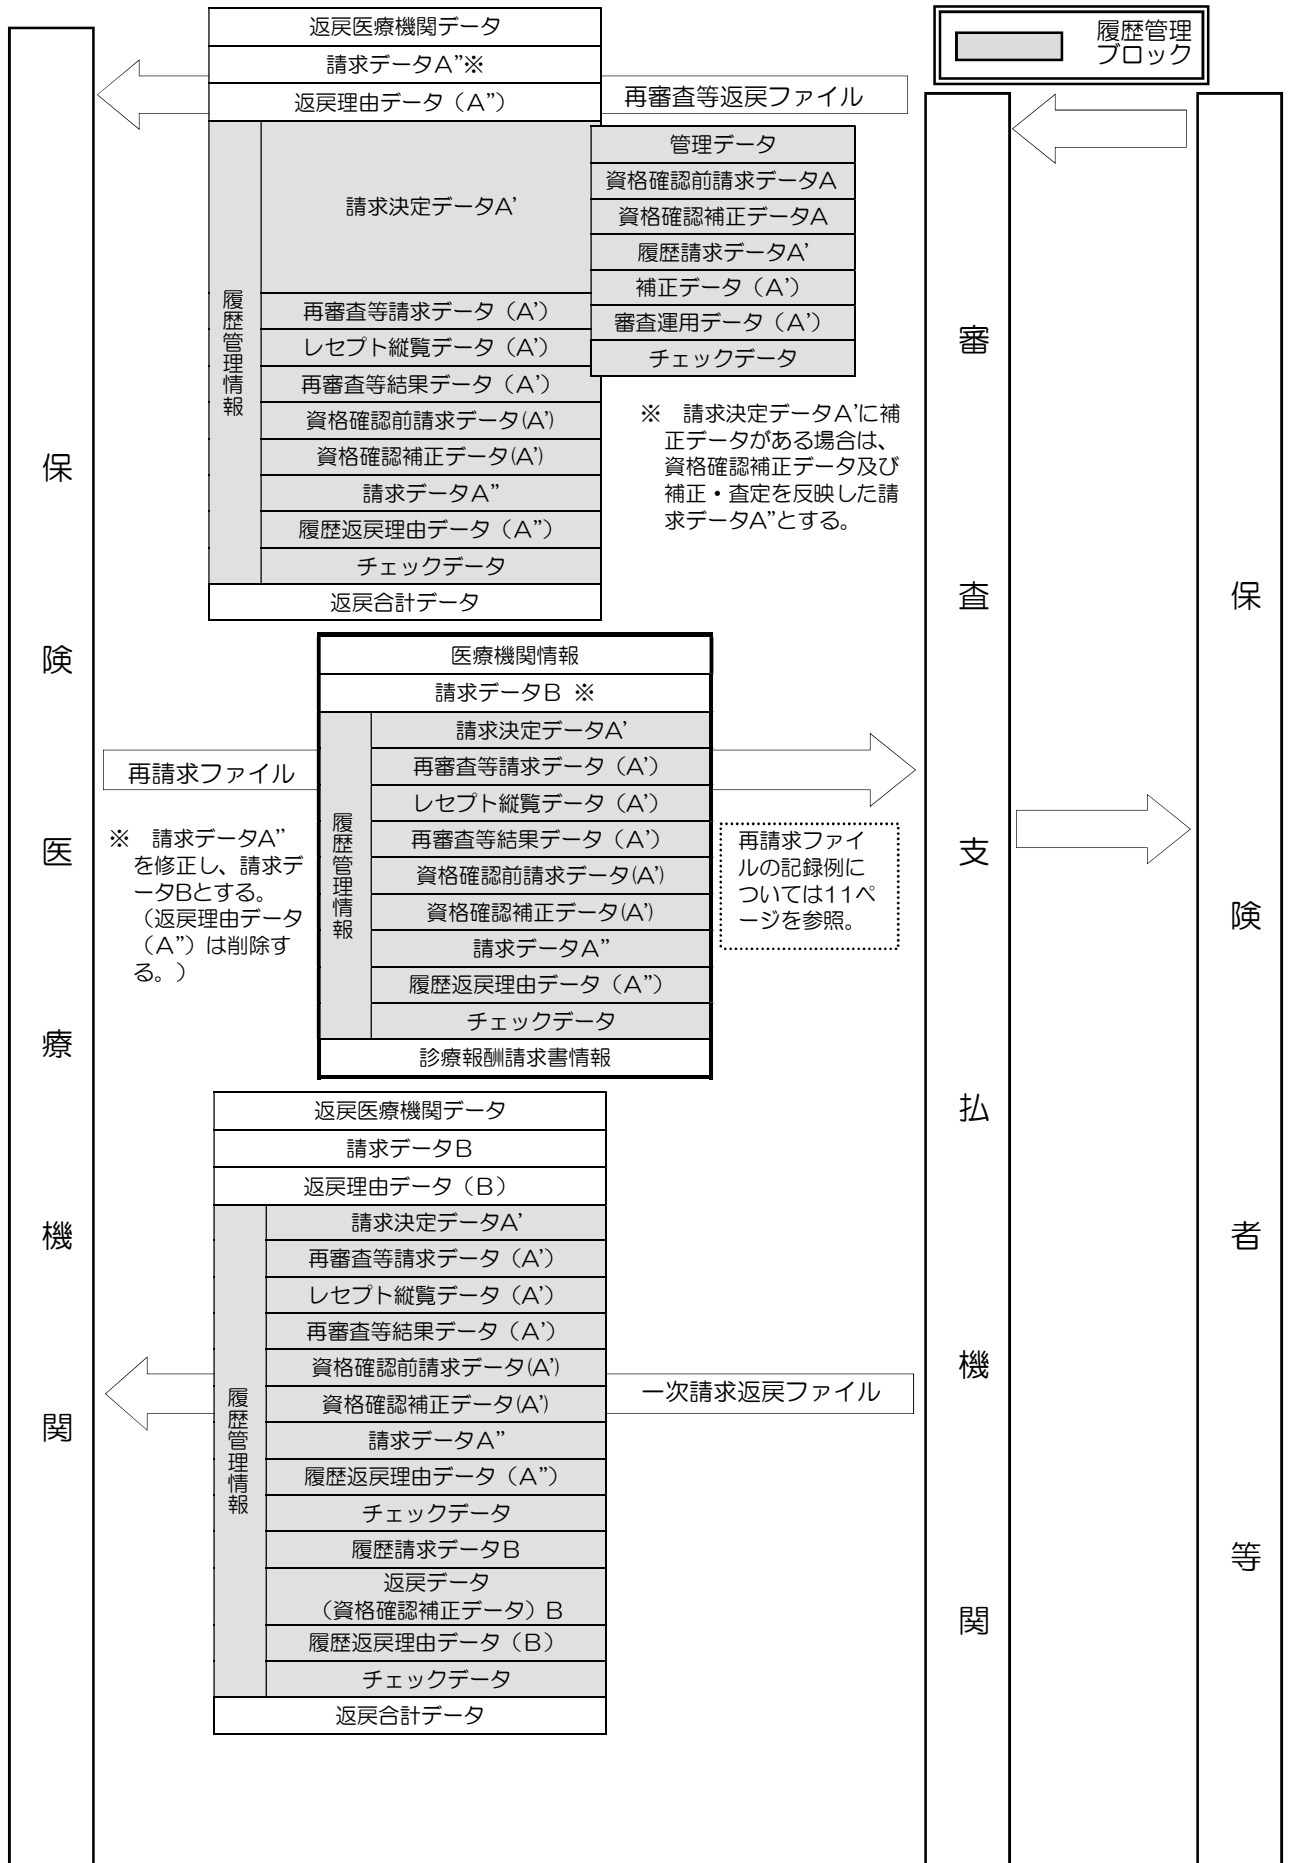 履歴管理
ブロック
返戻医療機関データ
請求データA”※
返戻理由データ（A”）
再審査等返戻ファイル
履歴管理情報
請求決定データA’
管理データ
資格確認前請求データA
資格確認補正データA
履歴請求データA’
補正データ（A’）
審査運用データ（A’）
チェックデータ
再審査等請求データ（A’）
レセプト縦覧データ（A’）
再審査等結果データ（A’）
資格確認前請求データ(A’)
資格確認補正データ(A’)
請求データA”
履歴返戻理由データ（A”）
チェックデータ
返戻合計データ
※　請求決定データA’に補
正データがある場合は、
資格確認補正データ及び
補正・査定を反映した請
求データA”とする。
保険医療機関
審査支払機関
保険者等
医療機関情報
請求データB ※
履歴管理情報
請求決定データA’
再審査等請求データ（A’）
レセプト縦覧データ（A’）
再審査等結果データ（A’）
資格確認前請求データ(A’)
資格確認補正データ(A’)
請求データA”
履歴返戻理由データ（A”）
チェックデータ
診療報酬請求書情報
再請求ファイル
※　請求データA”
を修正し、請求デ
ータBとする。
（返戻理由データ
（A”）は削除す
る。）
再請求ファイ
ルの記録例に
ついては11ペ
ージを参照。
返戻医療機関データ
請求データB
返戻理由データ（B）
履歴管理情報
請求決定データA’
再審査等請求データ（A’）
レセプト縦覧データ（A’）
再審査等結果データ（A’）
資格確認前請求データ(A’)
資格確認補正データ(A’)
請求データA”
履歴返戻理由データ（A”）
チェックデータ
履歴請求データB
返戻データ
（資格確認補正データ）B
履歴返戻理由データ（B）
チェックデータ
返戻合計データ
一次請求返戻ファイル